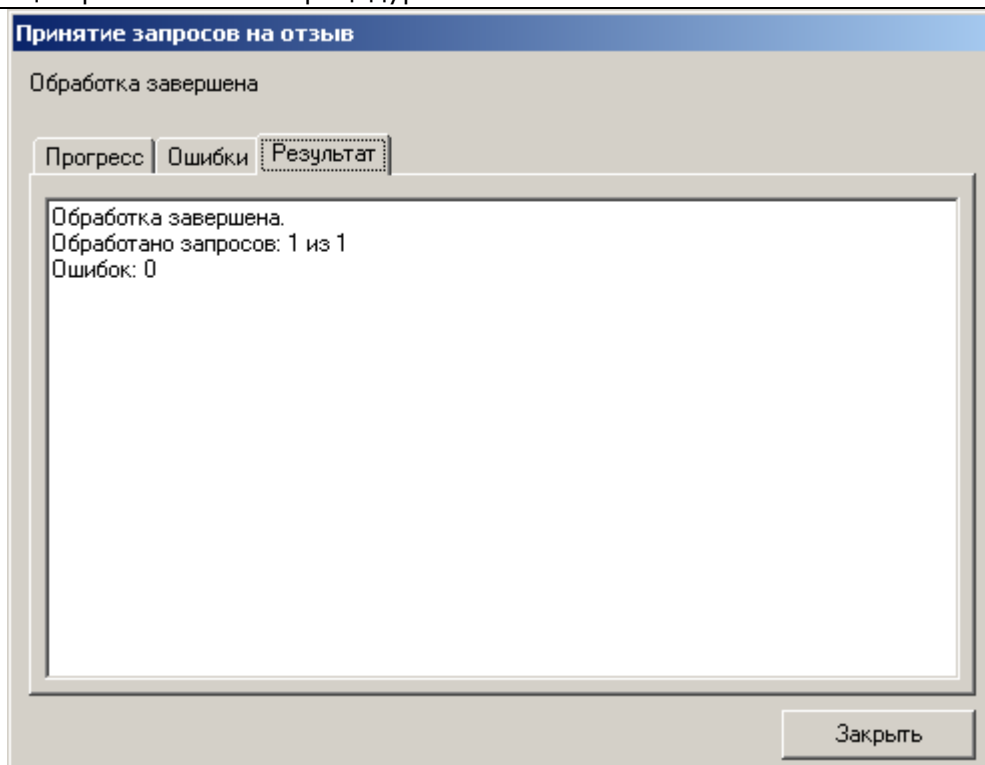 Принятие запросов на отзыв
Обработка завершена
Прогресс Ошибки Результат
Обработка завершена.
Обработано запросов: 1 из 1
Ошибок: 0
Закрыть